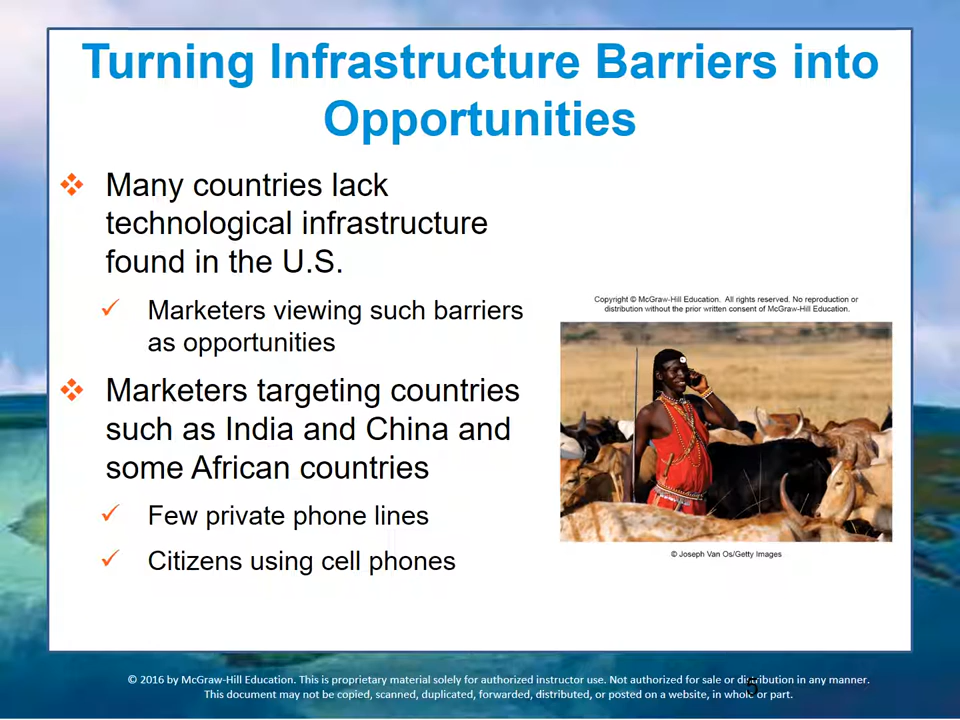 Turning Infrastructure Barriers into
Opportunities
Many countries lack
technological infrastructure
found in the U.S.
Marketers viewing such barriers
as opportunities
Marketers targeting countries
such as India and China and
some African countries
Few private phone lines
Citizens using cell phones
Copyright © McGraw-Hill Education. All rights reserved. No reproduction or
distribution without the prior written consent of McGraw-Hill Education.
© Joseph Van Os/Getty Images
© 2016 by McGraw-Hill Education. This is proprietary material solely for authorized instructor use. Not authorized for sale or distribution in any manner.
This document may not be copied, scanned, duplicated, forwarded, distributed, or posted on a website, in whole or part.
5